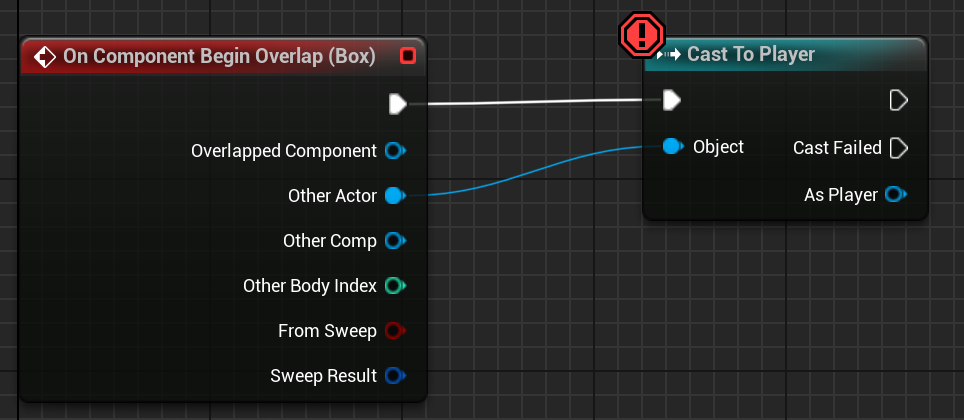 On Component Begin Overlap (Box)
Overlapped Component
Other Actor
Other Comp
Other Body Index
From Sweep
Sweep Result
Cast To Player
Object
Cast Failed
As Player